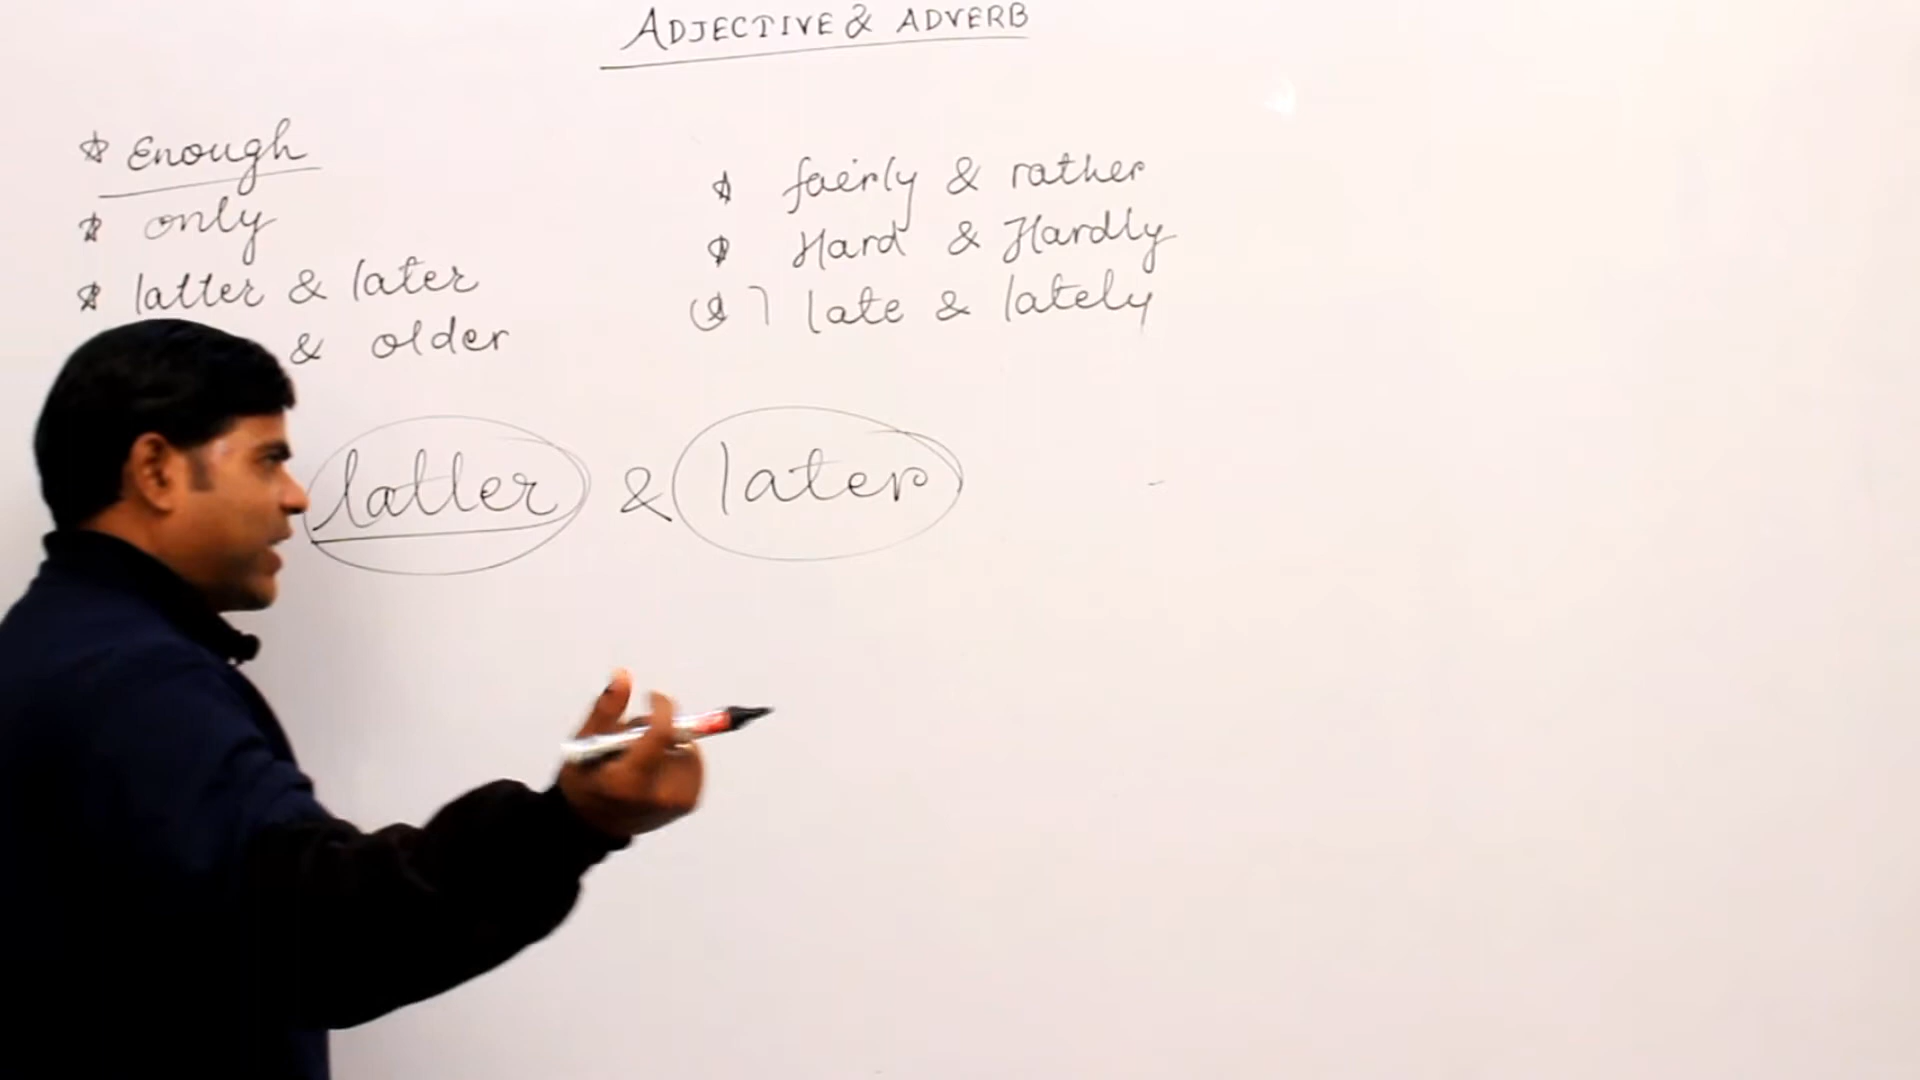 ADJECTIVE & ADVERB
* Enough
* only
* latter & later
& older
* fairly & rather
* Hard & Hardly
* late & lately
latter & later